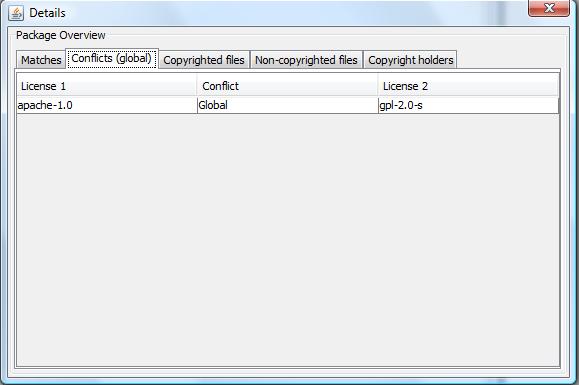 Details
Package Overview
Matches Conflicts (global) Copyrighted files Non-copyrighted files Copyright holders
License 1 Conflict License 2
apache-1.0 Global gpl-2.0-s